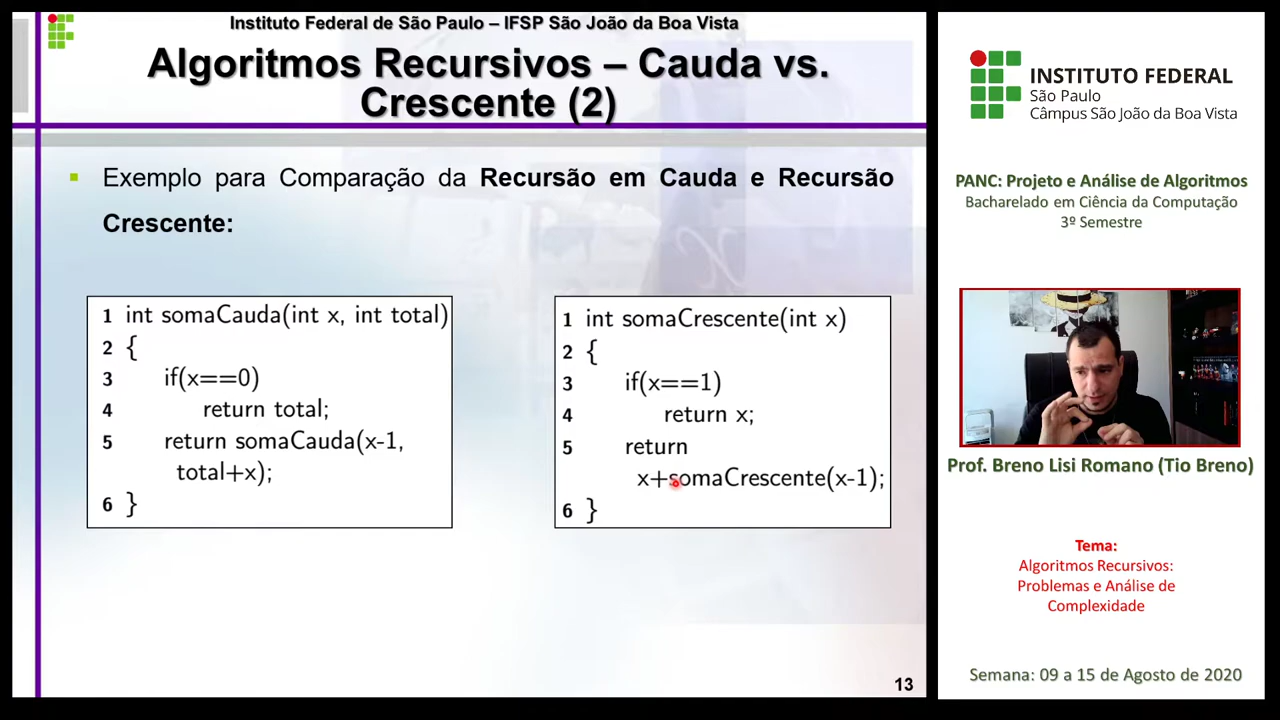 Instituto Federal de São Paulo – IFSP São João da Boa Vista
Algoritmos Recursivos – Cauda vs.
Crescente (2)
Exemplo para Comparação da Recursão em Cauda e Recursão
Crescente:
1 int somaCauda(int x, int total)
2 {
3 if(x==0)
4 return total;
5 return somaCauda(x-1,
total+x);
6 }
1 int somaCrescente(int x)
2 {
3 if(x==1)
4 return x;
5 return
x+somaCrescente(x-1);
6 }
13
INSTITUTO FEDERAL
São Paulo
Câmpus São João da Boa Vista
PANC: Projeto e Análise de Algoritmos
Bacharelado em Ciência da Computação
3º Semestre
Prof. Breno Lisi Romano (Tio Breno)
Tema:
Algoritmos Recursivos:
Problemas e Análise de
Complexidade
Semana: 09 a 15 de Agosto de 2020